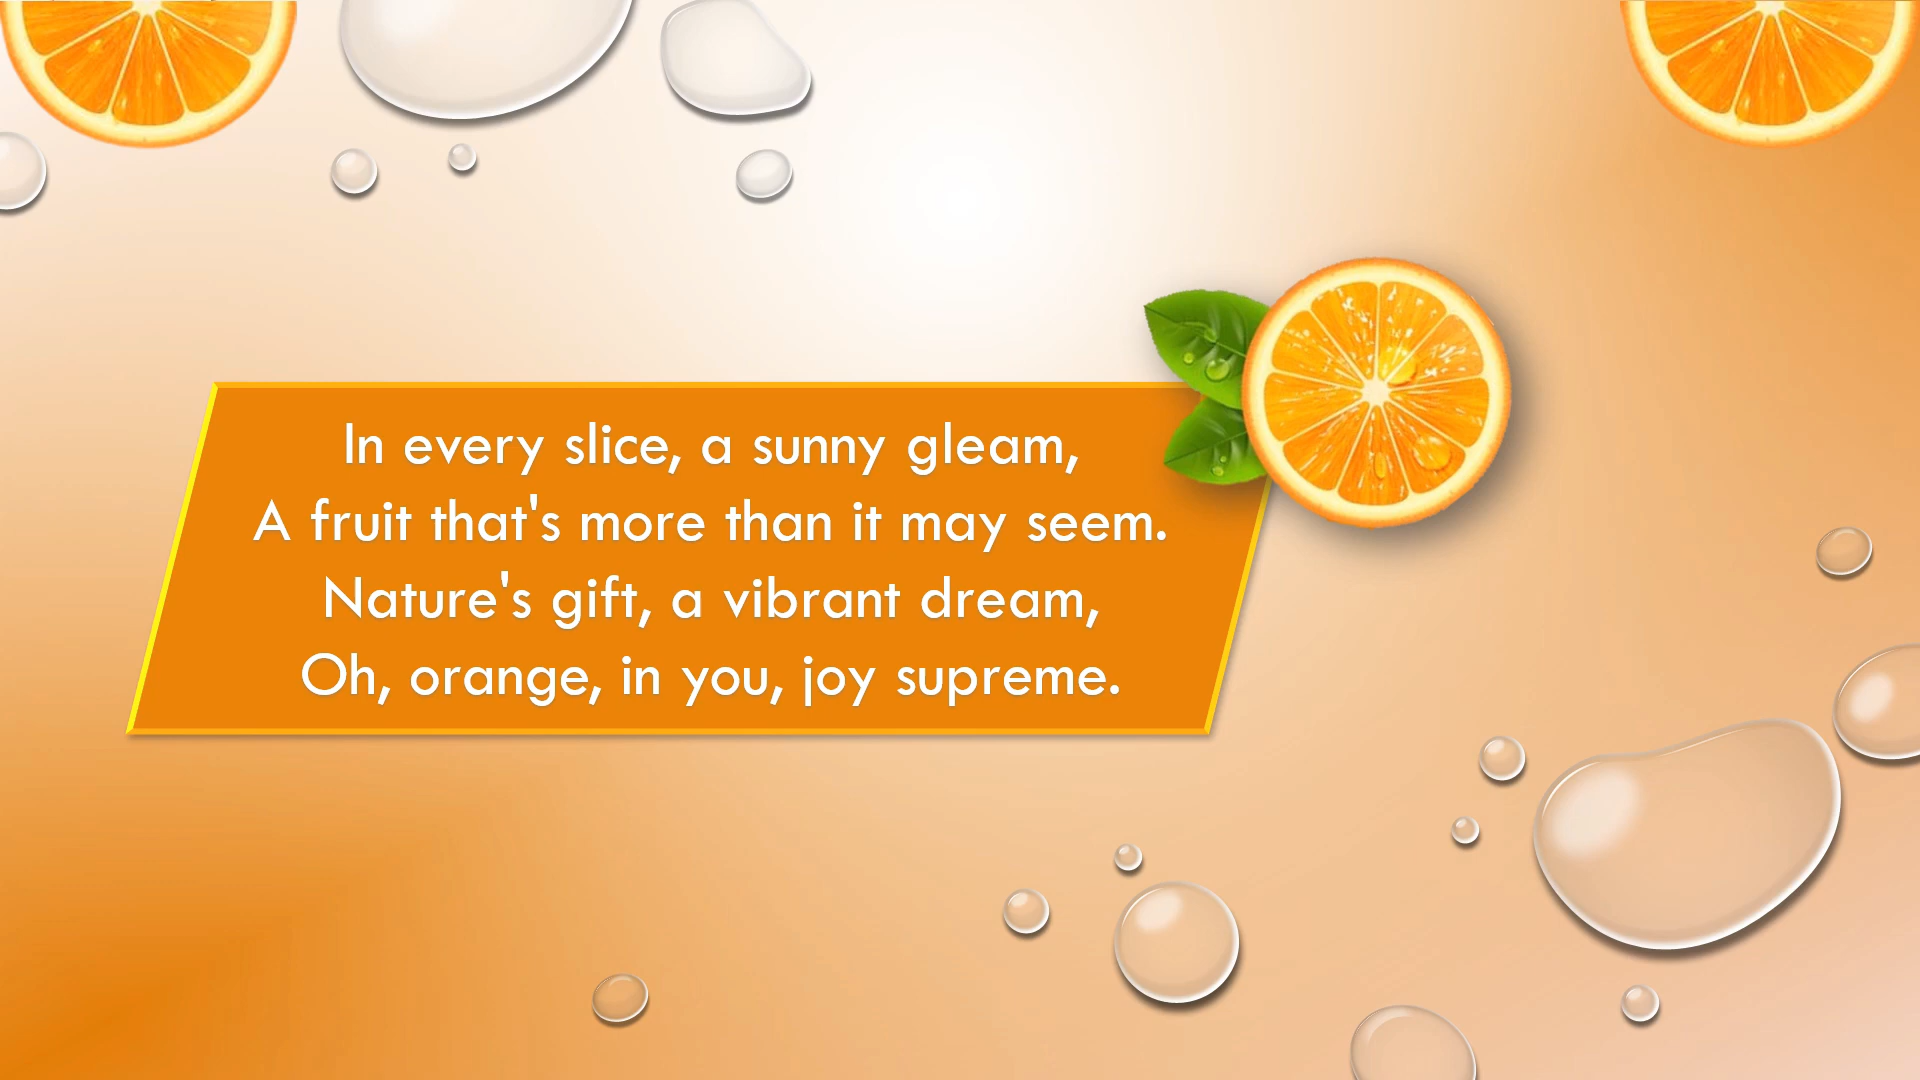 In every slice, a sunny gleam,
A fruit that's more than it may seem.
Nature's gift, a vibrant dream,
Oh, orange, in you, joy supreme.